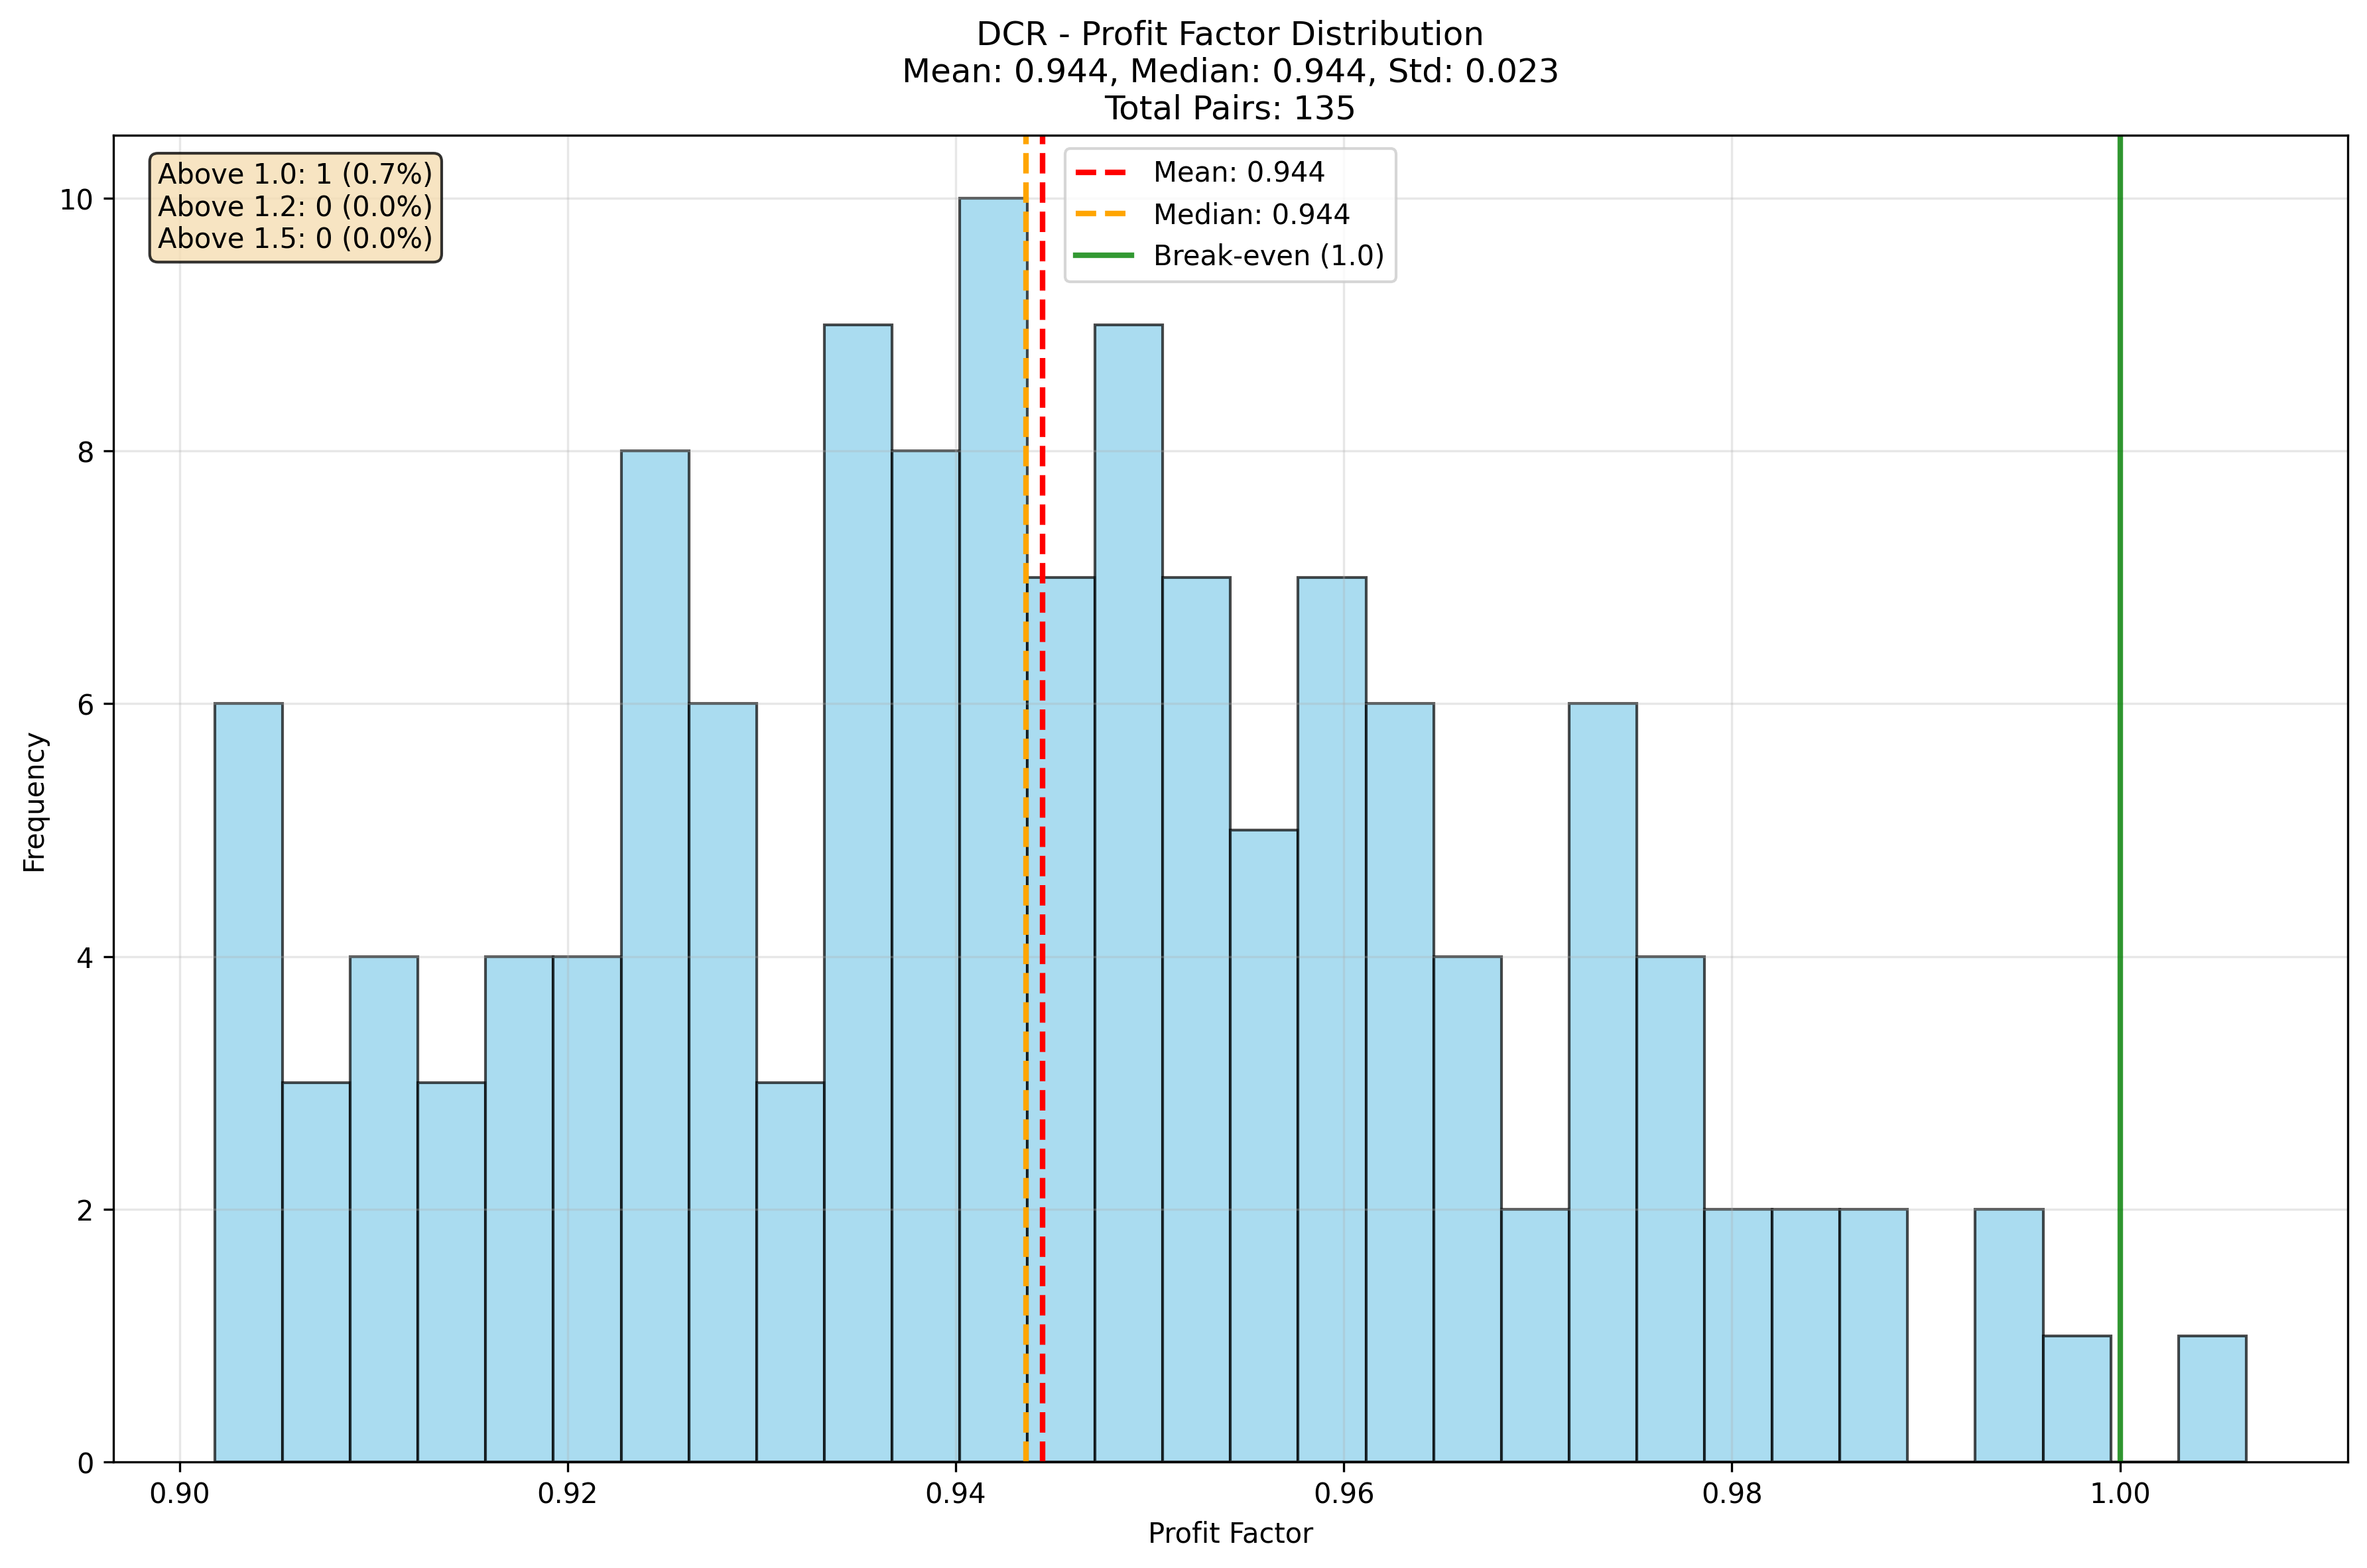 DCR - Profit Factor Distribution
Mean: 0.944, Median: 0.944, Std: 0.023
Total Pairs: 135
Above 1.0: 1 (0.7%)
Above 1.2: 0 (0.0%)
Above 1.5: 0 (0.0%)
Mean: 0.944
Median: 0.944
Break-even (1.0)
Frequency
10
8
6
4
2
0
0.90
0.92
0.94
0.96
0.98
1.00
Profit Factor